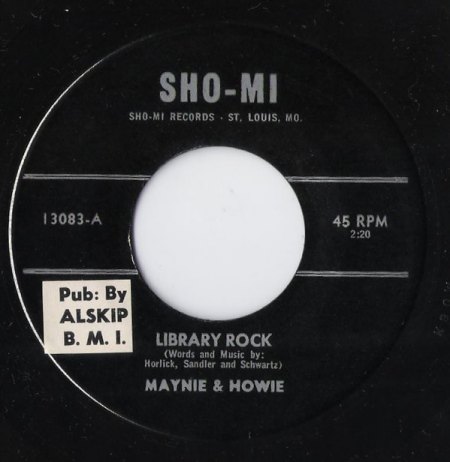 SHO-MI
SHO-MI RECORDS · ST. LOUIS, MO.
13083-A
45 RPM
2:20
Pub: By
ALSKIP
B. M. I.
LIBRARY ROCK
(Words and Music by:
Horlick, Sandler and Schwartz)
MAYNIE & HOWIE